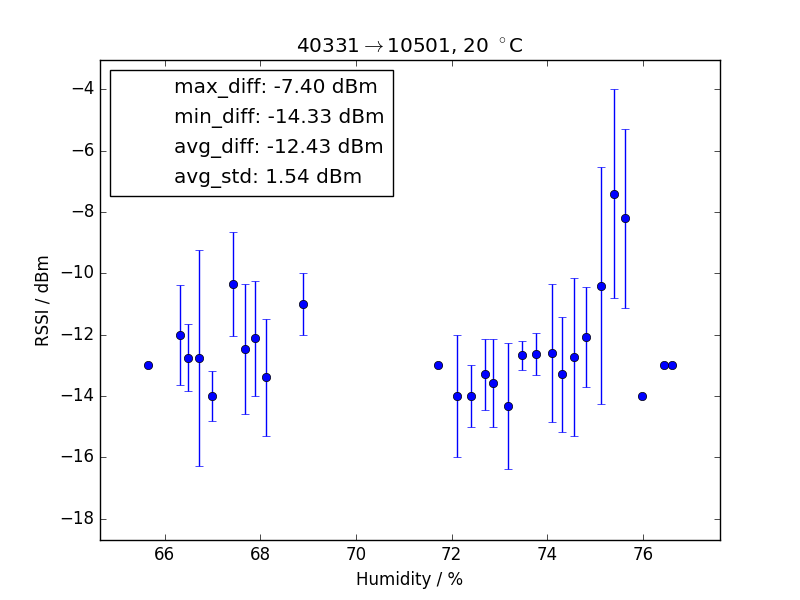 40331→10501, 20 °C
max_diff: -7.40 dBm
min_diff: -14.33 dBm
avg_diff: -12.43 dBm
avg_std: 1.54 dBm
−4
−6
−8
−10
−12
−14
−16
−18
RSSI / dBm
66 68 70 72 74 76
Humidity / %